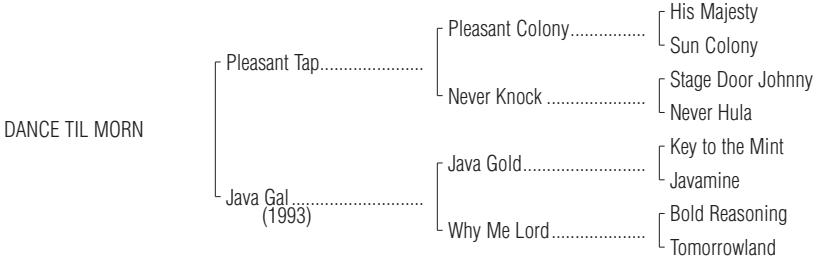 His Majesty
Pleasant Colony................
Sun Colony
Pleasant Tap......................
Stage Door Johnny
Never Knock .....................
Never Hula
DANCE TIL MORN
Key to the Mint
Java Gold..........................
Javamine
Java Gal............................
(1993)
Bold Reasoning
Why Me Lord....................
Tomorrowland